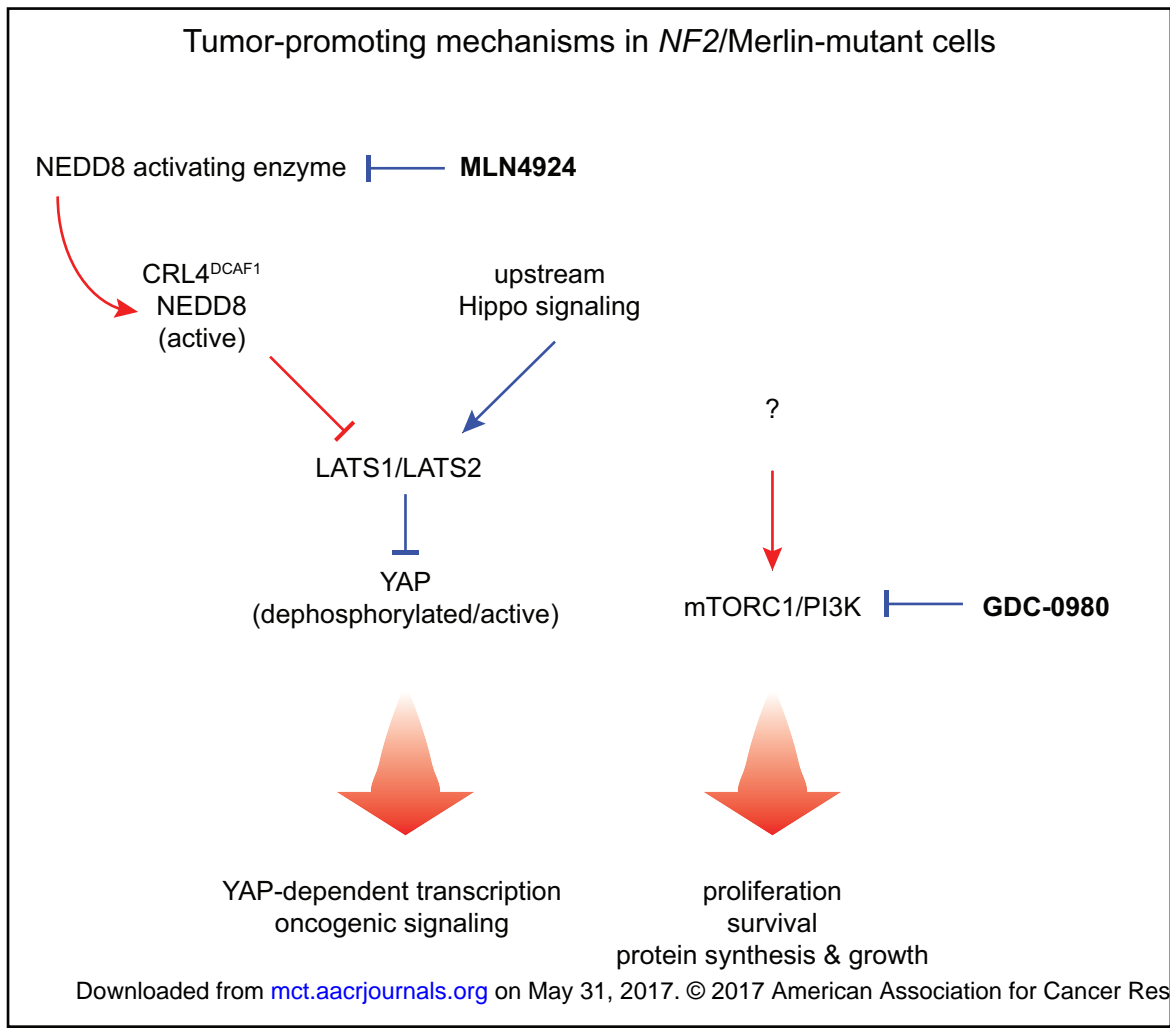 Tumor-promoting mechanisms in NF2/Merlin-mutant cells
NEDD8 activating enzyme
MLN4924
CRL4DCAF1
NEDD8
(active)
upstream
Hippo signaling
?
LATS1/LATS2
YAP
(dephosphorylated/active)
mTORC1/PI3K
GDC-0980
YAP-dependent transcription
oncogenic signaling
proliferation
survival
protein synthesis & growth
Downloaded from mct.aacrjournals.org on May 31, 2017. © 2017 American Association for Cancer Res